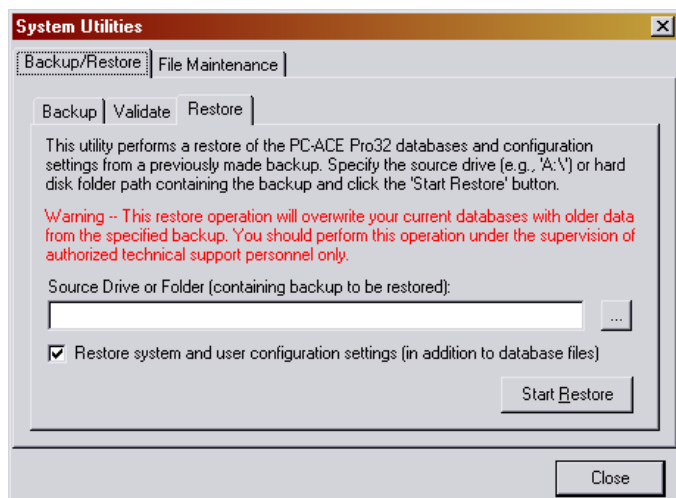 System Utilities
Backup/Restore File Maintenance
Backup Validate Restore
This utility performs a restore of the PC-ACE Pro32 databases and configuration
settings from a previously made backup. Specify the source drive (e.g., 'A:\') or hard
disk folder path containing the backup and click the 'Start Restore' button.
Warning -- This restore operation will overwrite your current databases with older data
from the specified backup. You should perform this operation under the supervision of
authorized technical support personnel only.
Source Drive or Folder (containing backup to be restored):
...
Restore system and user configuration settings (in addition to database files)
Start Restore
Close